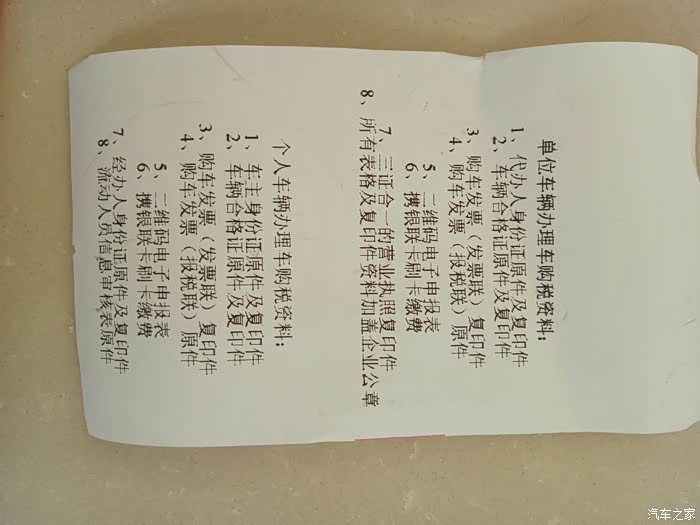 单位车辆办理车购税资料：
1、代办人身份证原件及复印件
2、车辆合格证原件及复印件
3、购车发票（发票联）复印件
4、购车发票（报税联）原件
5、二维码电子申报表
6、携银联卡刷卡缴费
7、三证合一的营业执照复印件
8、所有表格及复印件资料加盖企业公章
个人车辆办理车购税资料：
1、车主身份证原件及复印件
2、车辆合格证原件及复印件
3、购车发票（发票联）复印件
4、购车发票（报税联）原件
5、二维码电子申报表
6、携银联卡刷卡缴费
7、经办人身份证原件及复印件
8、流动人员信息审核表原件
汽车之家